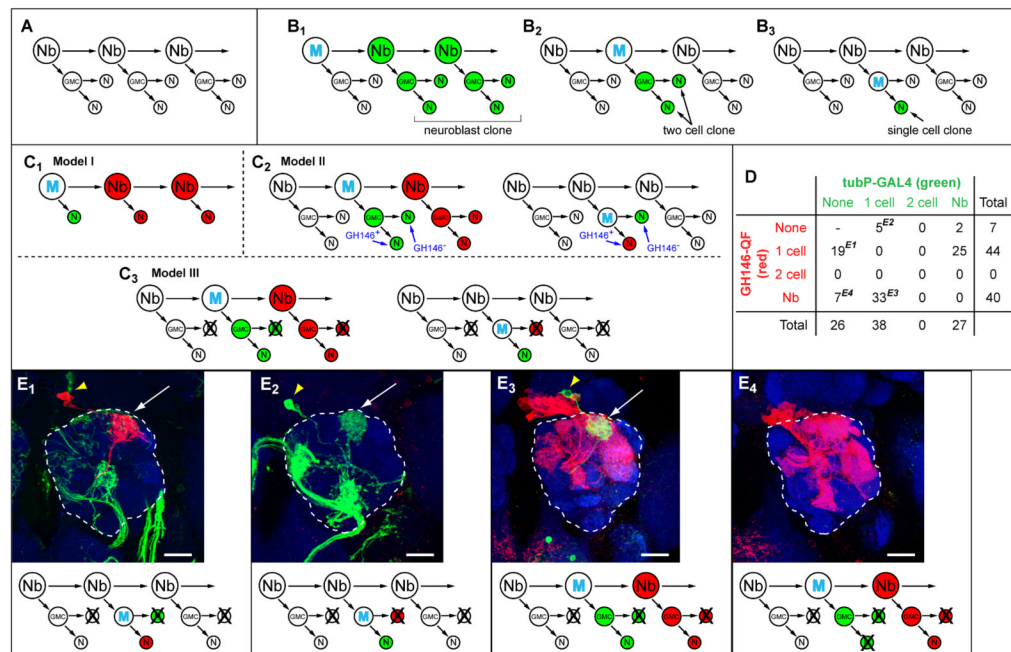 A
Nb Nb Nb
GMC N GMC N GMC N
N N N
B1
M Nb Nb
GMC N GMC N
N N
neuroblast clone
B2
Nb M Nb
GMC GMC N GMC N
N N N
two cell clone
B3
Nb Nb Nb
GMC M N GMC N
N N N
single cell clone
C1 Model I
M Nb Nb
N N N
C2 Model II
Nb M Nb
GMC N GMC N GMC N
N N N
GH146+
GH146-
Nb Nb Nb
GMC N M N GMC N
N N N
GH146+
GH146-
C3 Model III
Nb M Nb
GMC X GMC X GMC X
N N N
Nb Nb Nb
GMC X M X GMC X
N N N
D
tubP-GAL4 (green)
None 1 cell 2 cell Nb Total
GH146-QF (red)
None - 5E2 0 2 7
1 cell 19E1 0 0 25 44
2 cell 0 0 0 0 0
Nb 7E4 33E3 0 0 40
Total 26 38 0 27
E1
E2
E3
E4
Nb Nb Nb
GMC X M X GMC X
N N N
Nb Nb Nb
GMC X M X GMC X
N N N
Nb M Nb
GMC X GMC X GMC X
N N N
Nb M Nb
GMC X GMC X GMC X
N X N